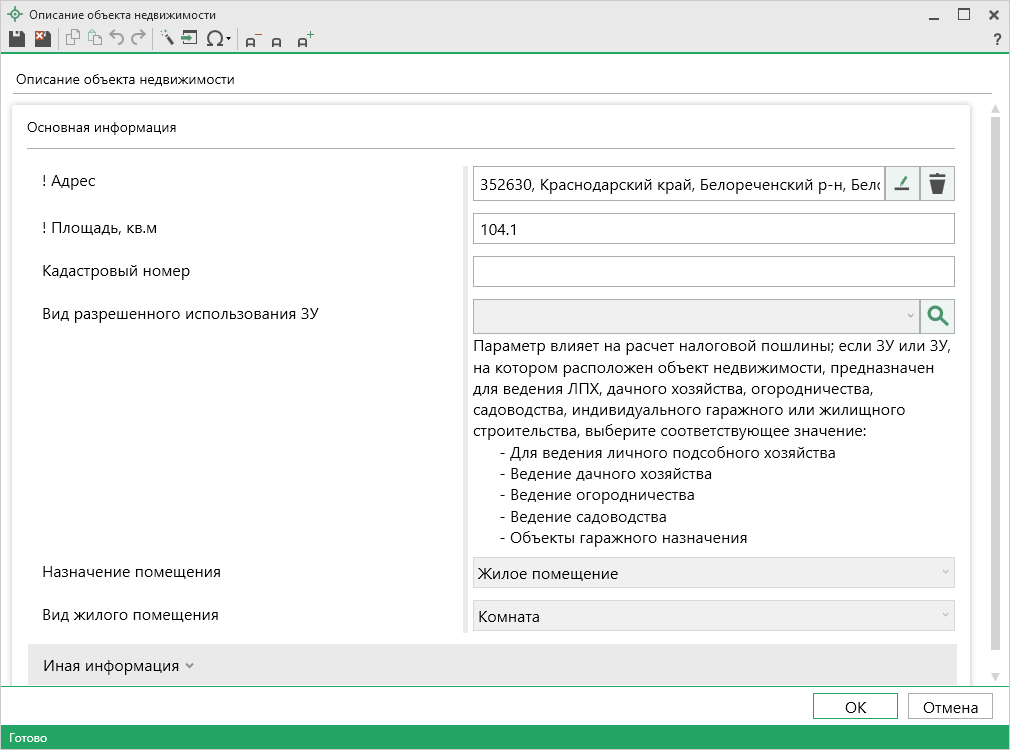 Описание объекта недвижимости
?
Описание объекта недвижимости
Основная информация
! Адрес
352630, Краснодарский край, Белореченский р-н, Бело
! Площадь, кв.м
104.1
Кадастровый номер
Вид разрешенного использования ЗУ
Параметр влияет на расчет налоговой пошлины; если ЗУ или ЗУ,
на котором расположен объект недвижимости, предназначен
для ведения ЛПХ, дачного хозяйства, огородничества,
садоводства, индивидуального гаражного или жилищного
строительства, выберите соответствующее значение:
- Для ведения личного подсобного хозяйства
- Ведение дачного хозяйства
- Ведение огородничества
- Ведение садоводства
- Объекты гаражного назначения
Назначение помещения
Жилое помещение
Вид жилого помещения
Комната
Иная информация
ОК
Отмена
Готово